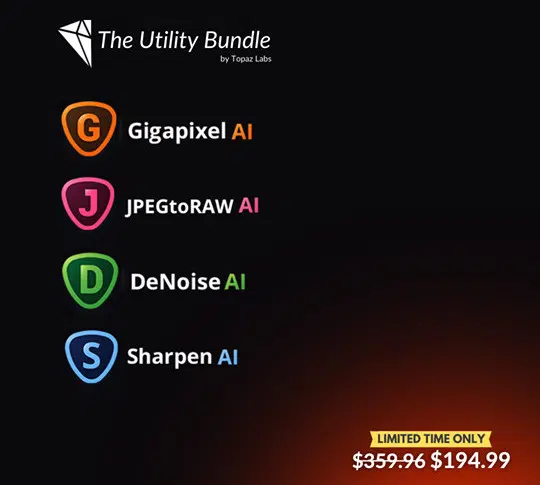 The Utility Bundle
by Topaz Labs
G Gigapixel AI
J JPEGtoRAW AI
D DeNoise AI
S Sharpen AI
LIMITED TIME ONLY
$359.96 $194.99